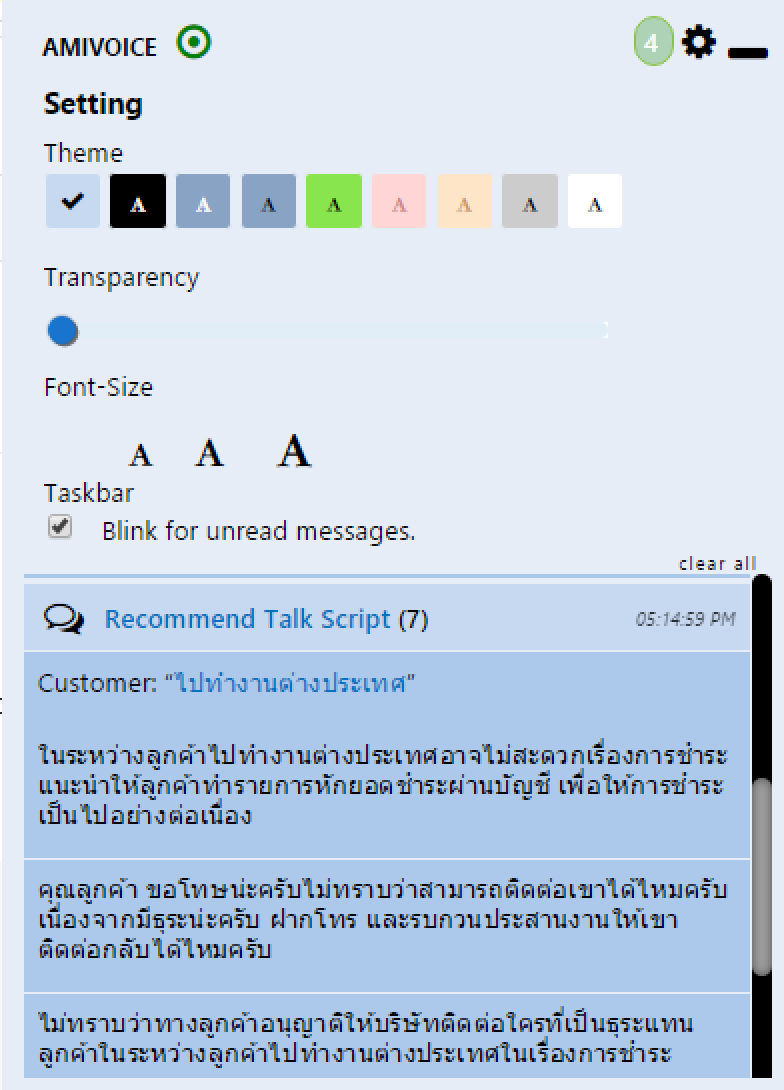 AMIVOICE
4
Setting
Theme
A A A A A A A A
Transparency
Font-Size
A A A
Taskbar
Blink for unread messages.
clear all
Recommend Talk Script (7) 05:14:59 PM
Customer: “ไปทำงานต่างประเทศ”
ในระหว่างลูกค้าไปทำงานต่างประเทศอาจไม่สะดวกเรื่องการชำระ
แนะนำให้ลูกค้าทำรายการหักยอดชำระผ่านบัญชี เพื่อให้การชำระ
เป็นไปอย่างต่อเนื่อง
คุณลูกค้า ขอโทษน่ะครับไม่ทราบว่าสามารถติดต่อเขาได้ไหมครับ
เนื่องจากมีธุระน่ะครับ ฝากโทร และรบกวนประสานงานให้เขา
ติดต่อกลับได้ไหมครับ
ไม่ทราบว่าทางลูกค้าอนุญาติให้บริษัทติดต่อใครที่เป็นธุระแทน
ลูกค้าในระหว่างลูกค้าไปทำงานต่างประเทศในเรื่องการชำระ